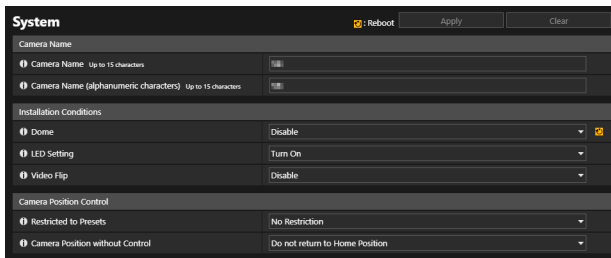 System : Reboot Apply Clear
Camera Name
Camera Name Up to 15 characters
Camera Name (alphanumeric characters) Up to 15 characters
Installation Conditions
Dome Disable
LED Setting Turn On
Video Flip Disable
Camera Position Control
Restricted to Presets No Restriction
Camera Position without Control Do not return to Home Position